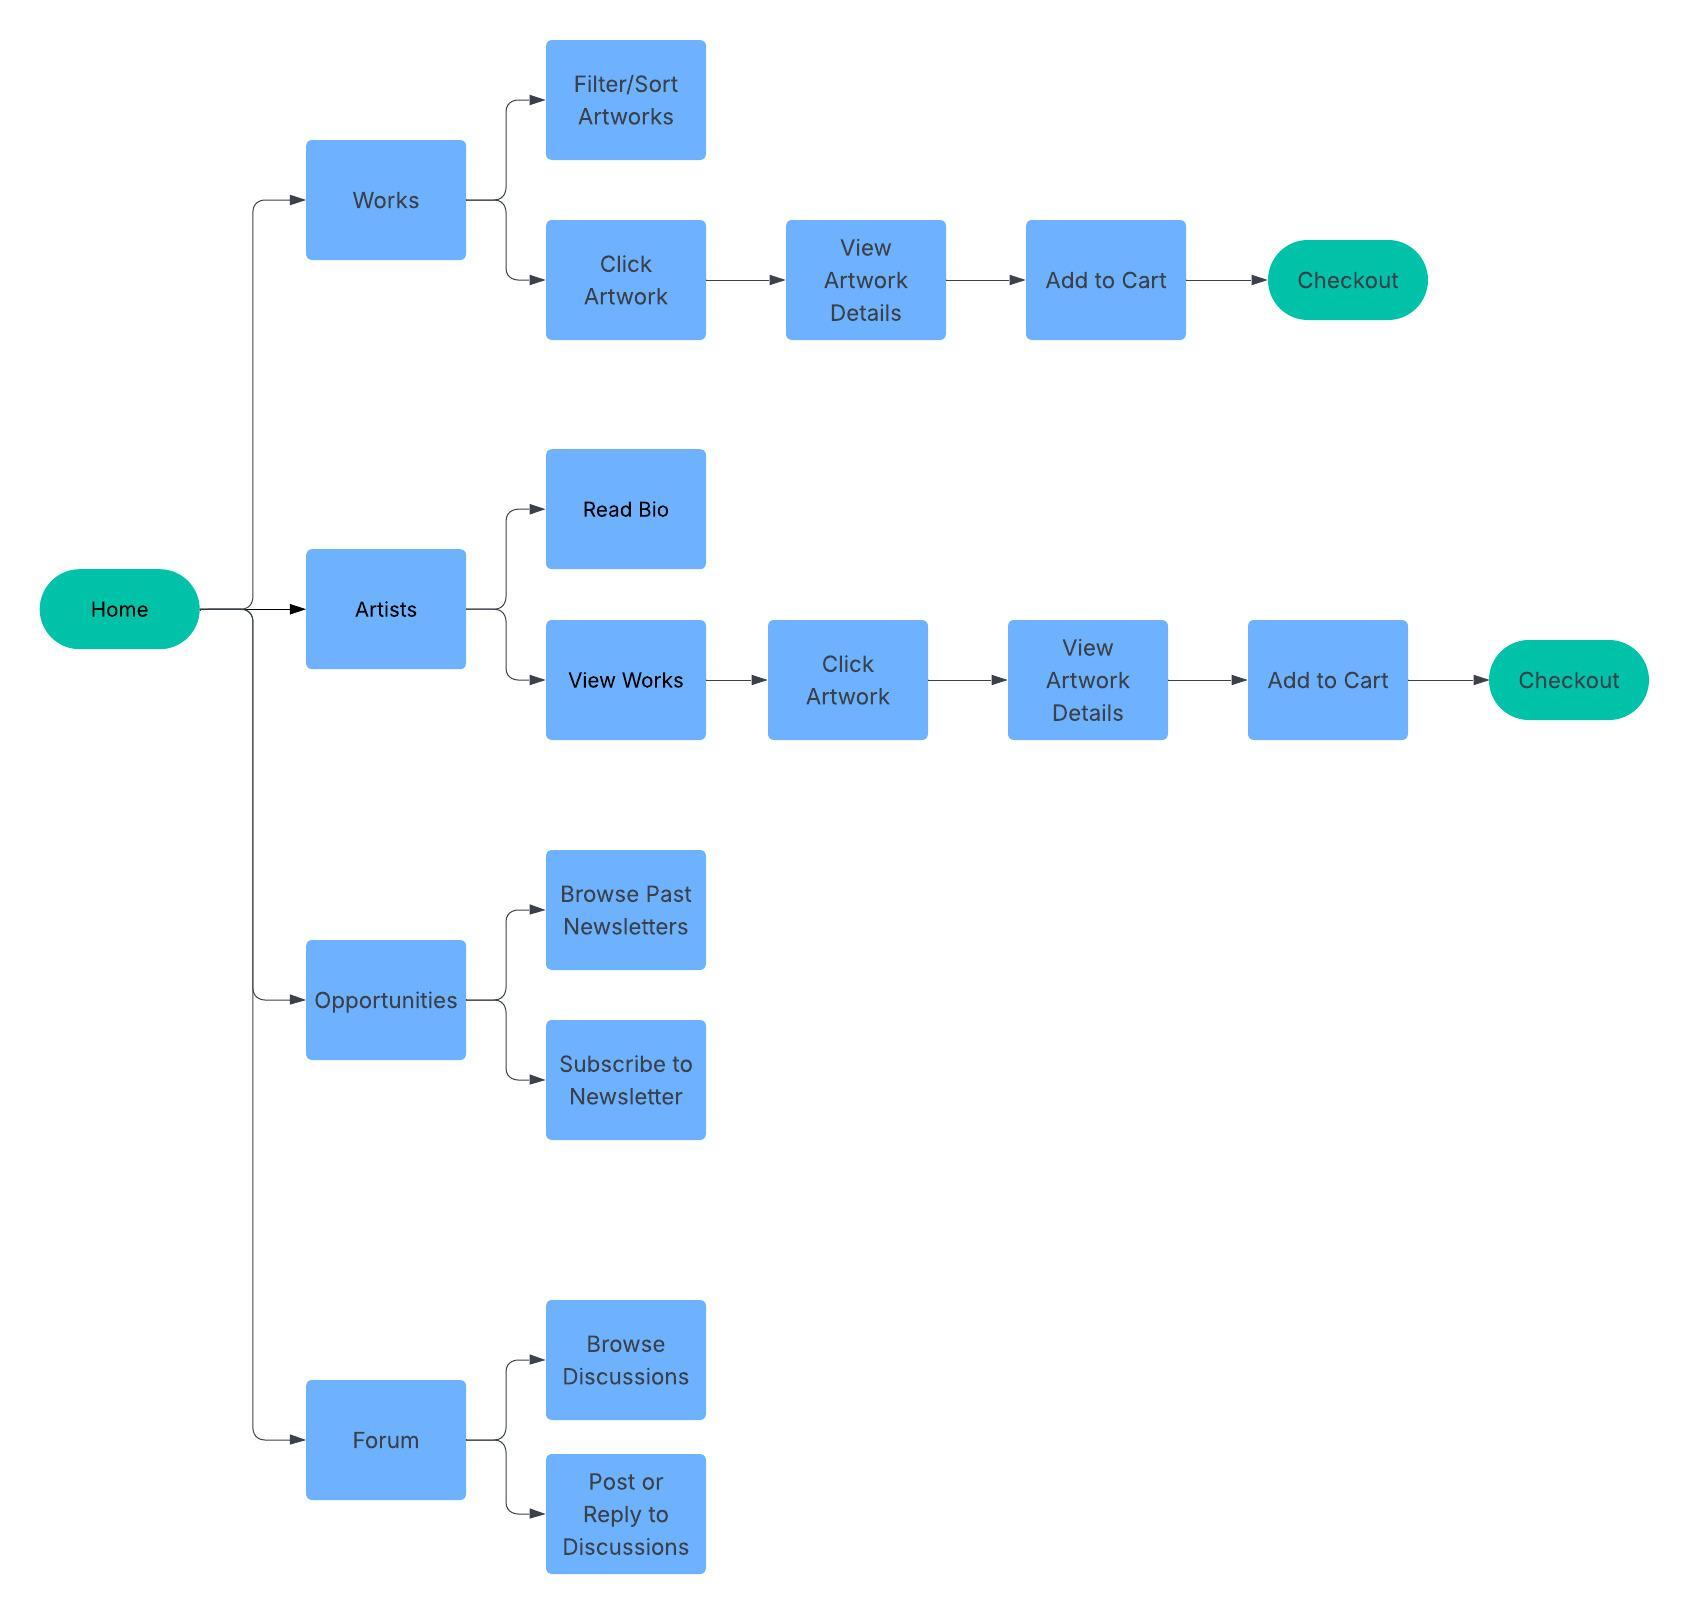 Filter/Sort
Artworks
Works
Click
Artwork
View
Artwork
Details
Add to Cart
Checkout
Read Bio
Home
Artists
View Works
Click
Artwork
View
Artwork
Details
Add to Cart
Checkout
Browse Past
Newsletters
Opportunities
Subscribe to
Newsletter
Browse
Discussions
Forum
Post or
Reply to
Discussions